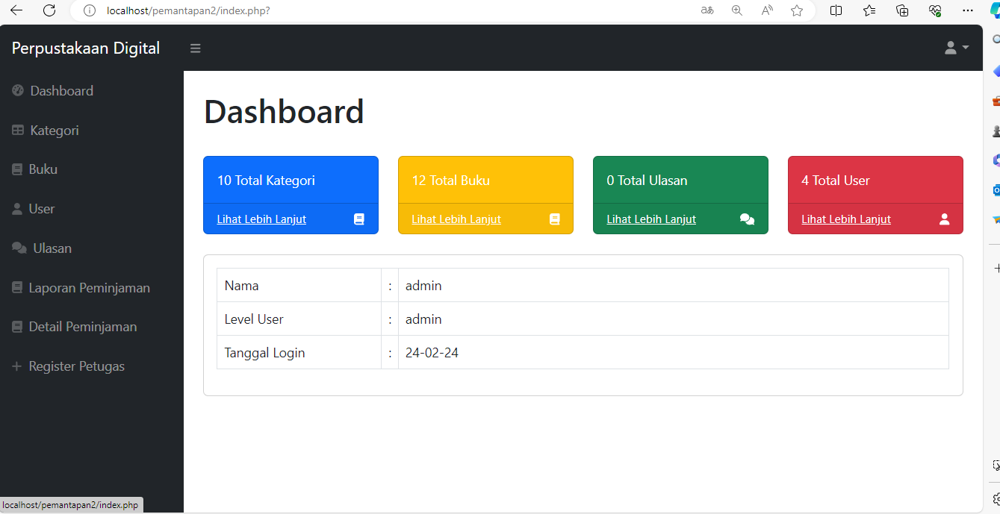 localhost/pemantapan2/index.php?
Perpustakaan Digital
Dashboard
Kategori
Buku
User
Ulasan
Laporan Peminjaman
Detail Peminjaman
Register Petugas
Dashboard
10 Total Kategori
Lihat Lebih Lanjut
12 Total Buku
Lihat Lebih Lanjut
0 Total Ulasan
Lihat Lebih Lanjut
4 Total User
Lihat Lebih Lanjut
Nama : admin
Level User : admin
Tanggal Login : 24-02-24
localhost/pemantapan2/index.php